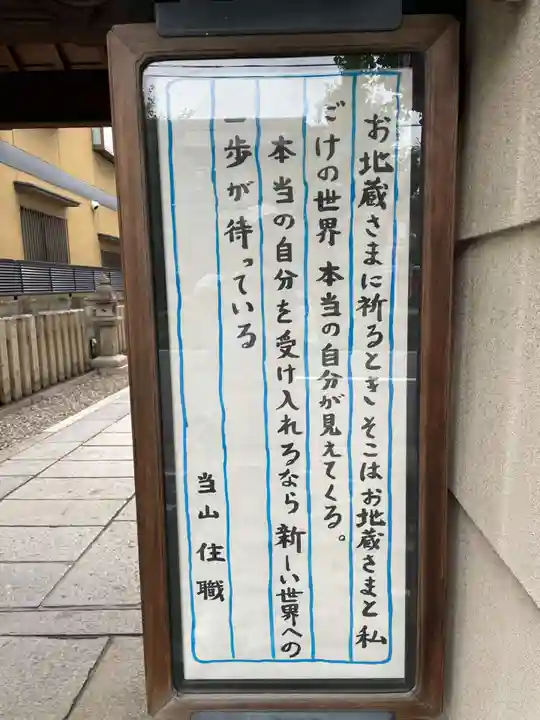 お地蔵さまに祈るとき そこはお地蔵さまと私
だけの世界 本当の自分が見えてくる。
本当の自分を受け入れるなら 新しい世界への
一歩が待っている
当山 住職